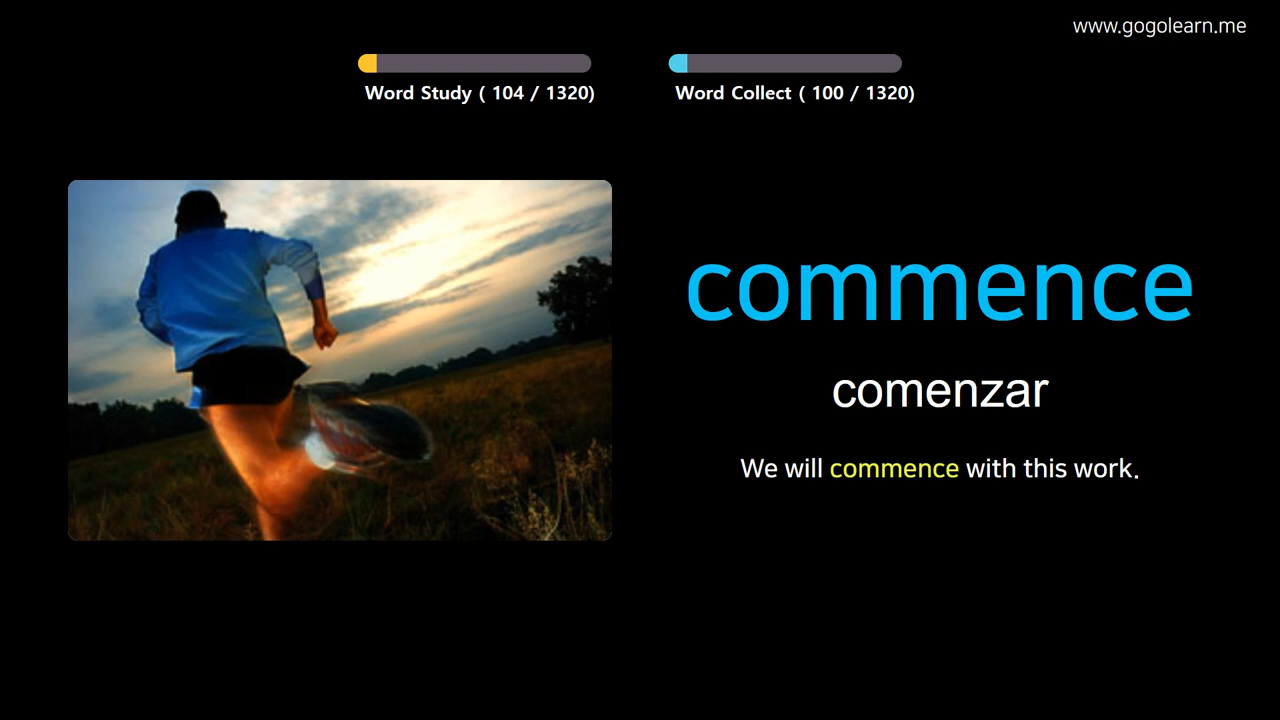 www.gogolearn.me
Word Study ( 104 / 1320)
Word Collect ( 100 / 1320)
commence
comenzar
We will commence with this work.